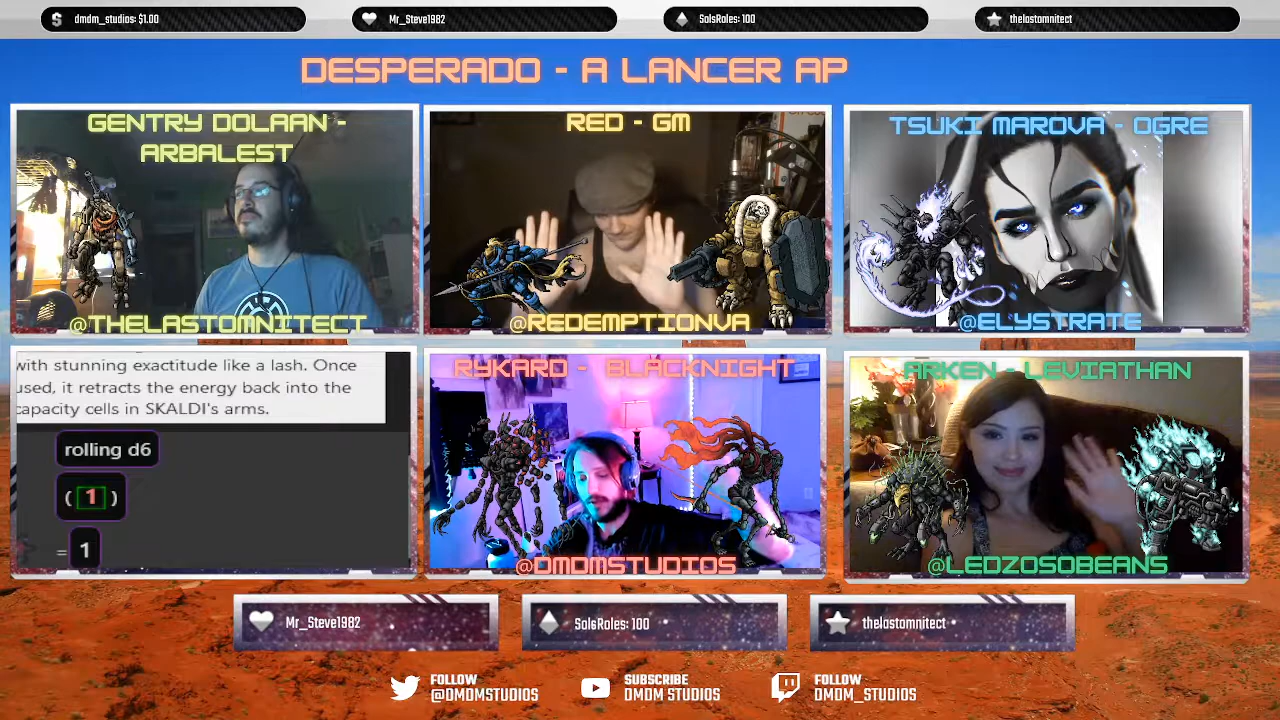 dmdm_studios: $1.00
Mr_Steve1982
SolsRoles: 100
thelastomnitect
DESPERADO - A LANCER AP
GENTRY DOLAAN -
ARBALEST
@THELASTOMNITECT
RED - GM
@REDEMPTIONVA
TSUKI MAROVA - OGRE
@ELYSTRATE
with stunning exactitude like a lash. Once
used, it reracts the energy back into the
capacity cells in SKALDI's arms.
rolling d6
( 1 )
= 1
RYKARD - BLACKNIGHT
@DMDMSTUDIOS
ARKEN - LEVIATHAN
@LEDZOSOBEANS
Mr_Steve1982
SolsRoles: 100
thelastomnitect
FOLLOW
@DMDMSTUDIOS
SUBSCRIBE
DMDM STUDIOS
FOLLOW
DMDM_STUDIOS